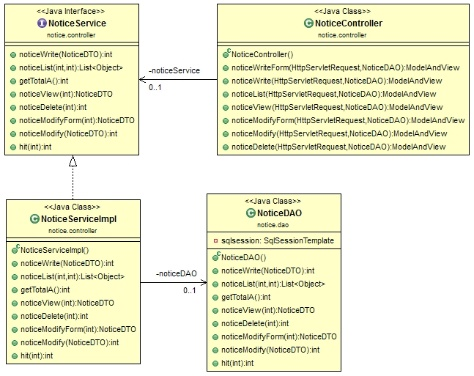 <<Java Interface>>
NoticeService
notice.controller
noticeWrite(NoticeDTO):int
noticeList(int,int):List<Object>
getTotalA():int
noticeView(int):NoticeDTO
noticeDelete(int):int
noticeModifyForm(int):NoticeDTO
noticeModify(NoticeDTO):int
hit(int):int
<<Java Class>>
NoticeController
notice.controller
NoticeController()
noticeWriteForm(HttpServletRequest,NoticeDAO):ModelAndView
noticeWrite(HttpServletRequest,NoticeDAO):ModelAndView
noticeList(HttpServletRequest,NoticeDAO):ModelAndView
noticeView(HttpServletRequest,NoticeDAO):ModelAndView
noticeModifyForm(HttpServletRequest,NoticeDAO):ModelAndView
noticeModify(HttpServletRequest,NoticeDAO):ModelAndView
noticeDelete(HttpServletRequest,NoticeDAO):ModelAndView
-noticeService
0..1
<<Java Class>>
NoticeServiceImpl
notice.controller
NoticeServiceImpl()
noticeWrite(NoticeDTO):int
noticeList(int,int):List<Object>
getTotalA():int
noticeView(int):NoticeDTO
noticeDelete(int):int
noticeModifyForm(int):NoticeDTO
noticeModify(NoticeDTO):int
hit(int):int
-noticeDAO
0..1
<<Java Class>>
NoticeDAO
notice.dao
sqlsession: SqlSessionTemplate
NoticeDAO()
noticeWrite(NoticeDTO):int
noticeList(int,int):List<Object>
getTotalA():int
noticeView(int):NoticeDTO
noticeDelete(int):int
noticeModifyForm(int):NoticeDTO
noticeModify(NoticeDTO):int
hit(int):int